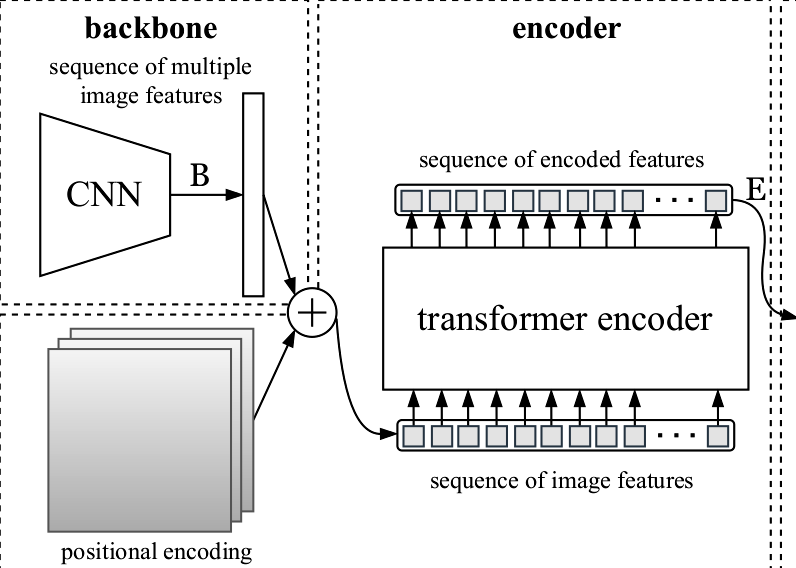 backbone
sequence of multiple
image features
CNN
B
positional encoding
encoder
sequence of encoded features
E
transformer encoder
sequence of image features